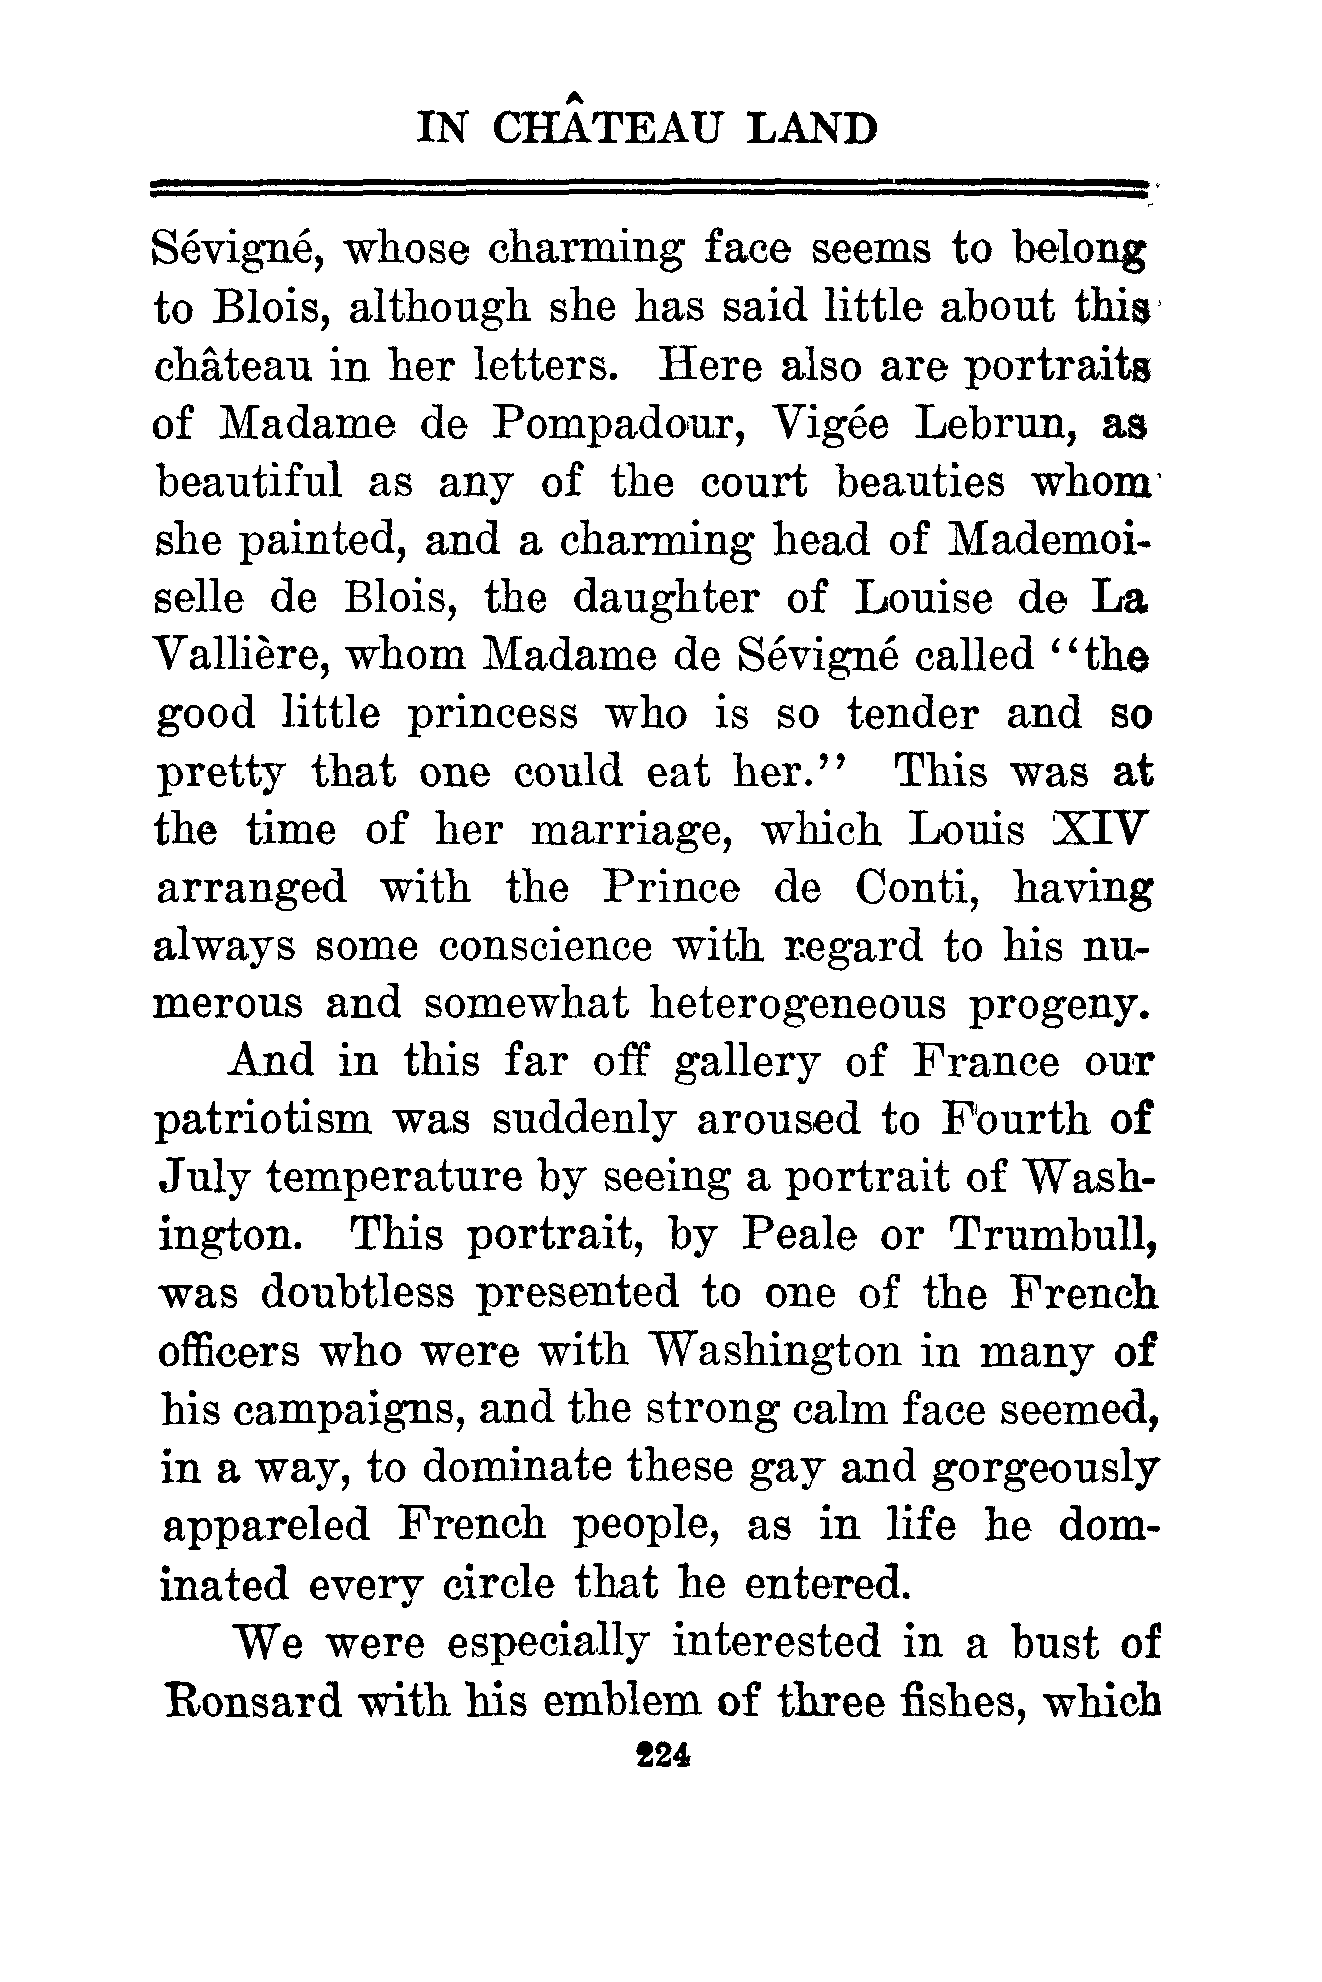 IN CHÂTEAU LAND
Sévigné, whose charming face seems to belong
to Blois, although she has said little about this
château in her letters. Here also are portraits
of Madame de Pompadour, Vigée Lebrun, as
beautiful as any of the court beauties whom
she painted, and a charming head of Mademoi-
selle de Blois, the daughter of Louise de La
Vallière, whom Madame de Sévigné called “the
good little princess who is so tender and so
pretty that one could eat her.” This was at
the time of her marriage, which Louis XIV
arranged with the Prince de Conti, having
always some conscience with regard to his nu-
merous and somewhat heterogeneous progeny.
And in this far off gallery of France our
patriotism was suddenly aroused to Fourth of
July temperature by seeing a portrait of Wash-
ington. This portrait, by Peale or Trumbull,
was doubtless presented to one of the French
officers who were with Washington in many of
his campaigns, and the strong calm face seemed,
in a way, to dominate these gay and gorgeously
appareled French people, as in life he dom-
inated every circle that he entered.
We were especially interested in a bust of
Ronsard with his emblem of three fishes, which
224